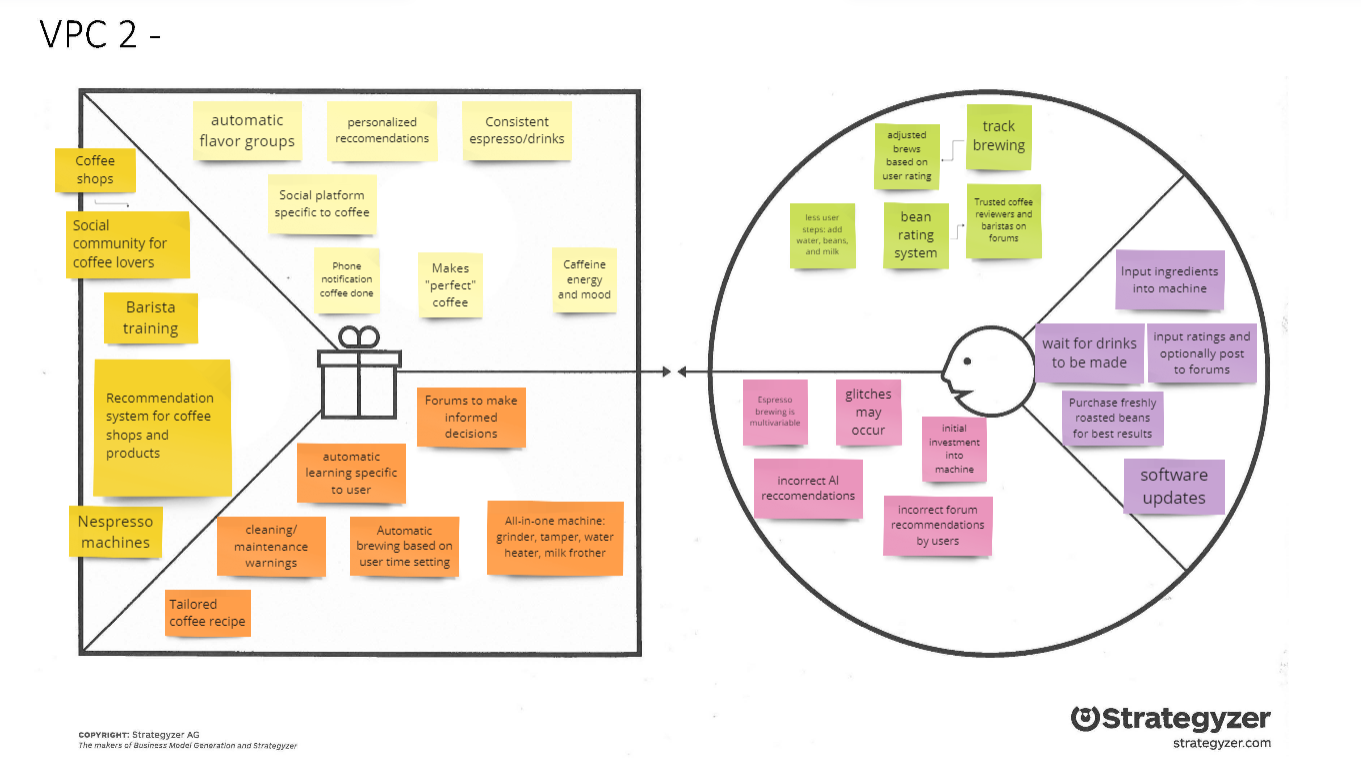 VPC 2 -
automatic
flavor groups
personalized
reccomendations
Consistent
espresso/drinks
Coffee
shops
Social platform
specific to coffee
Social
community for
coffee lovers
Phone
notification
coffee done
Makes
"perfect"
coffee
Caffeine
energy
and mood
Barista
training
Recommendation
system for coffee
shops and
products
Forums to make
informed
decisions
automatic
learning specific
to user
Nespresso
machines
cleaning/
maintenance
warnings
Automatic
brewing based on
user time setting
All-in-one machine:
grinder, tamper, water
heater, milk frother
Tailored
coffee recipe
adjusted
brews
based on
user rating
track
brewing
less user
steps: add
water, beans,
and milk
bean
rating
system
Trusted coffee
reviewers and
baristas on
forums
Input ingredients
into machine
wait for drinks
to be made
input ratings and
optionally post
to forums
Purchase freshly
roasted beans
for best results
software
updates
Espresso
brewing is
multivariable
glitches
may
occur
initial
investment
into
machine
incorrect AI
reccomendations
incorrect forum
recommendations
by users
COPYRIGHT: Strategyzer AG
The makers of Business Model Generation and Strategyzer
Strategyzer
strategyzer.com